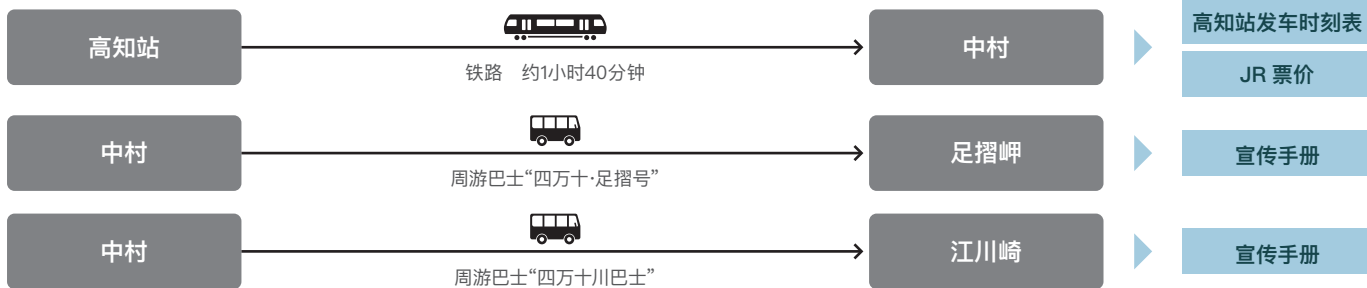 高知站
铁路　约1小时40分钟
中村
高知站发车时刻表
JR 票价
中村
周游巴士“四万十·足摺号”
足摺岬
宣传手册
中村
周游巴士“四万十川巴士”
江川崎
宣传手册